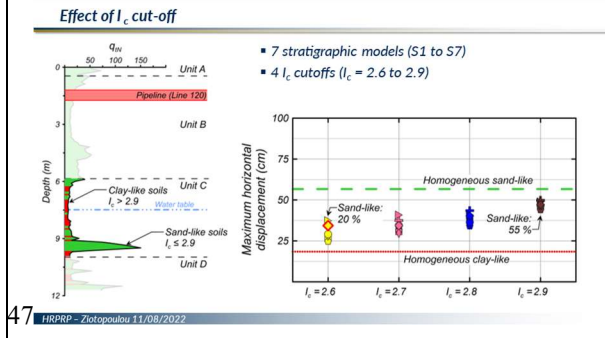 Effect of Ic cut-off
▪ 7 stratigraphic models (S1 to S7)
▪ 4 Ic cutoffs (Ic = 2.6 to 2.9)
qtN
50 100 150
0
3
6
9
12
Depth (m)
Unit A
Pipeline (Line 120)
Unit B
Unit C
Clay-like soils
Ic > 2.9
Water table
Sand-like soils
Ic ≤ 2.9
Unit D
Maximum horizontal
displacement (cm)
100
75
50
25
Homogeneous sand-like
Sand-like:
20 %
Sand-like:
55 %
Homogeneous clay-like
Ic = 2.6
Ic = 2.7
Ic = 2.8
Ic = 2.9
47
HRPRP – Ziotopoulou 11/08/2022